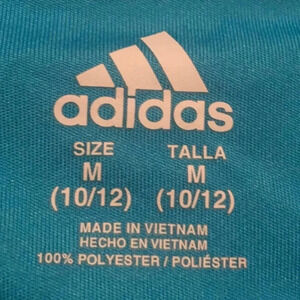 adidas
SIZE TALLA
M M
(10/12) (10/12)
MADE IN VIETNAM
HECHO EN VIETNAM
100% POLYESTER / POLIÉSTER